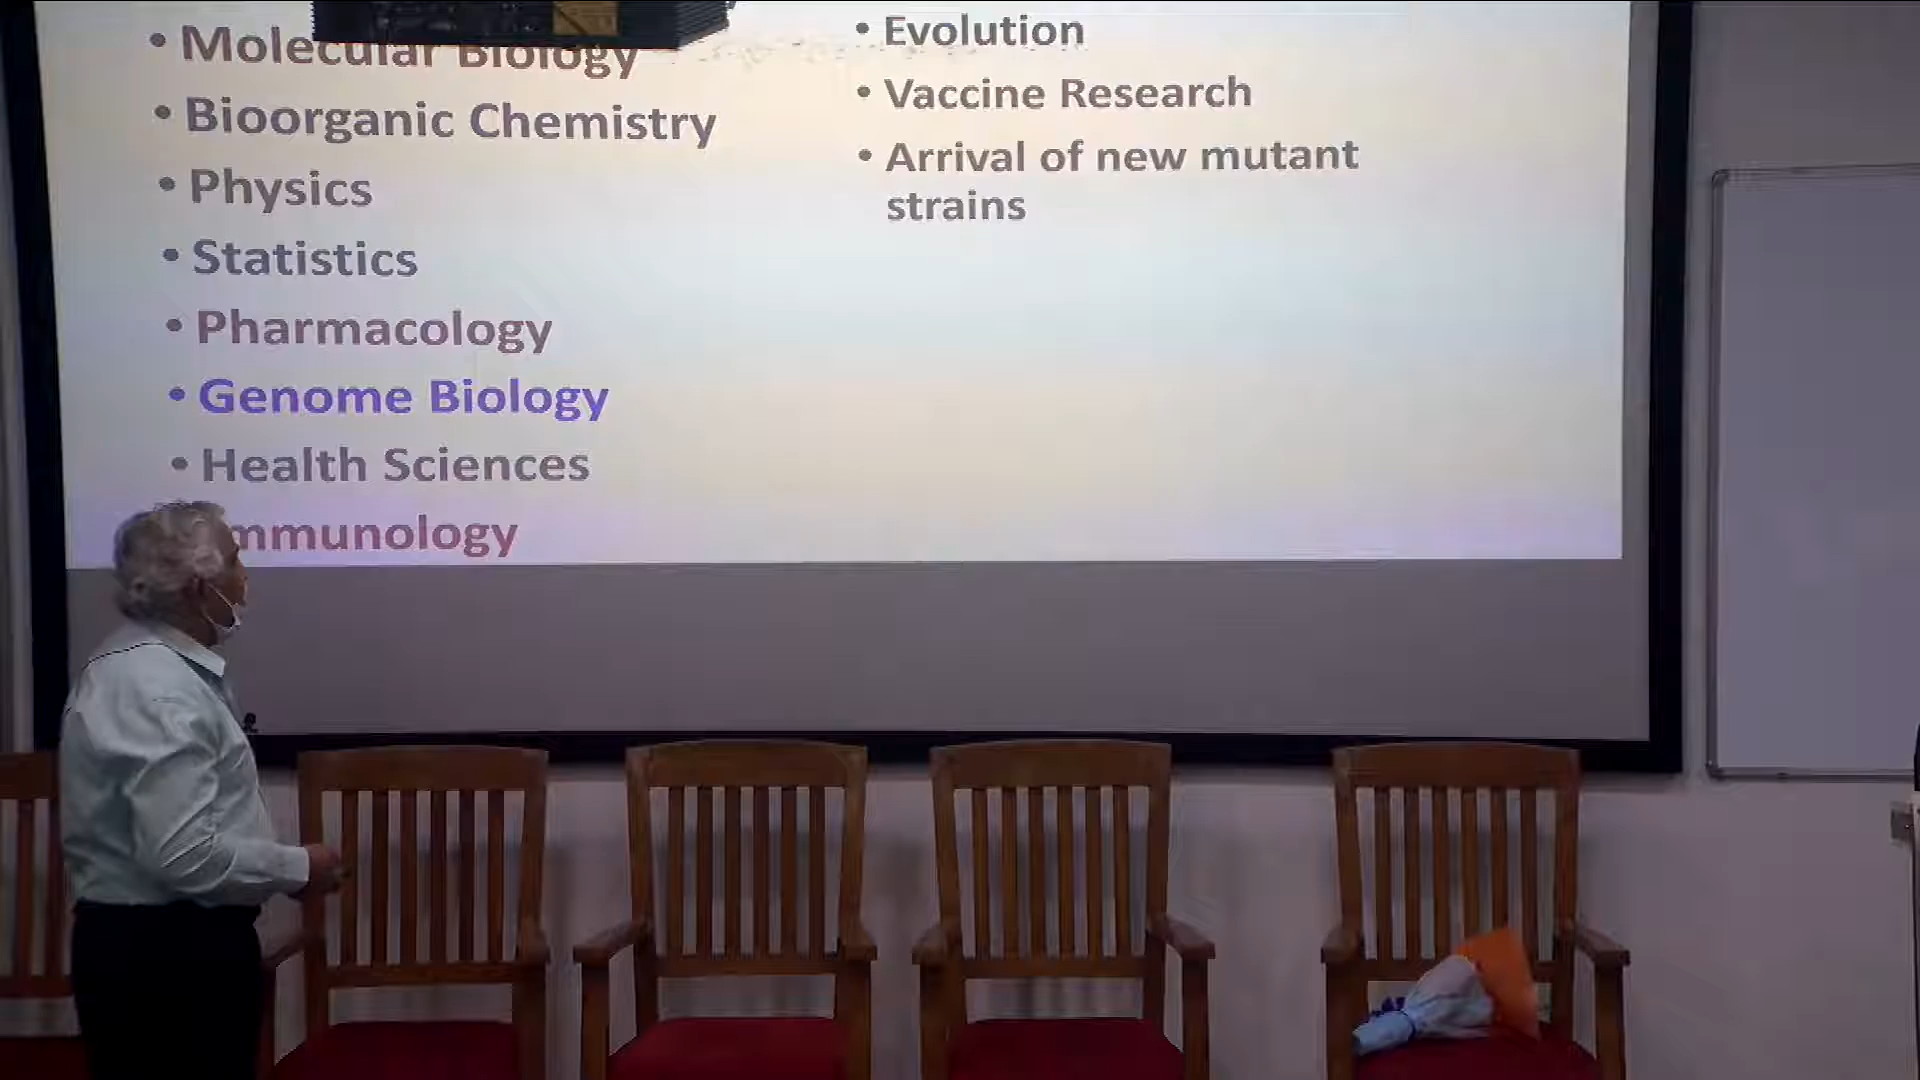 • Molecular Biology
• Bioorganic Chemistry
• Physics
• Statistics
• Pharmacology
• Genome Biology
• Health Sciences
mmunology
• Evolution
• Vaccine Research
• Arrival of new mutant
strains